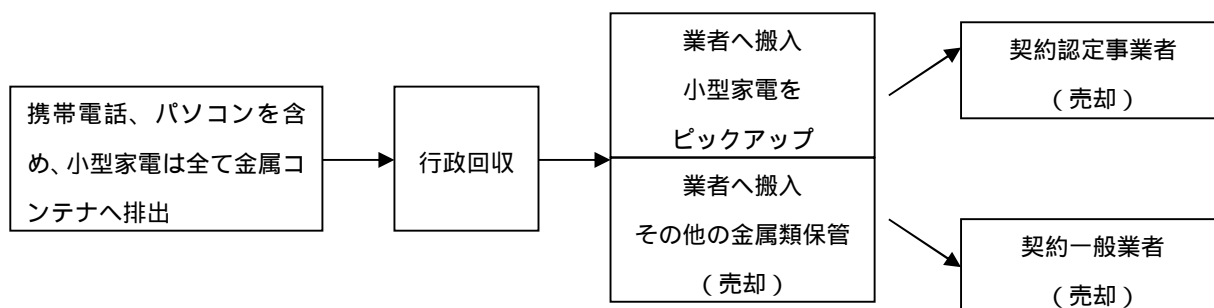 携帯電話、パソコンを含
め、小型家電は全て金属コ
ンテナへ排出
行政回収
業者へ搬入
小型家電を
ピックアップ
業者へ搬入
その他の金属類保管
（売却）
契約認定事業者
（売却）
契約一般業者
（売却）